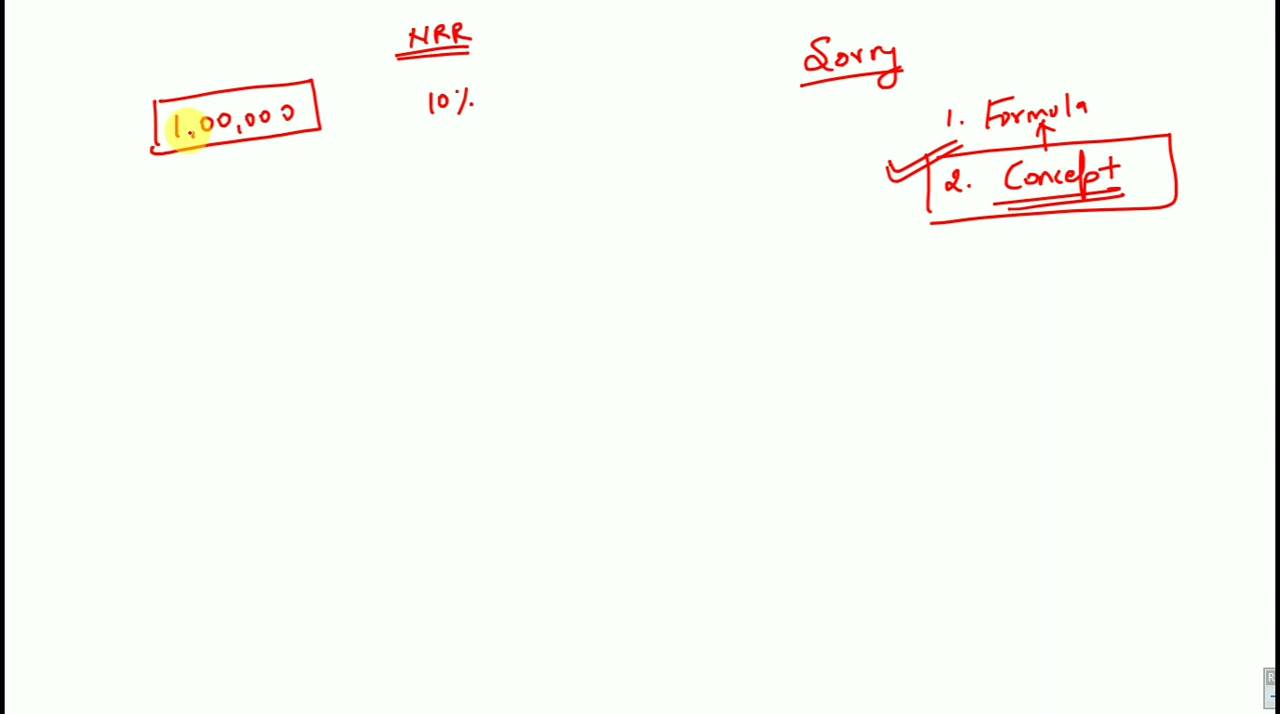 NRR
Sorry
1,00,000
10%
1. Formula
2. Concept
R